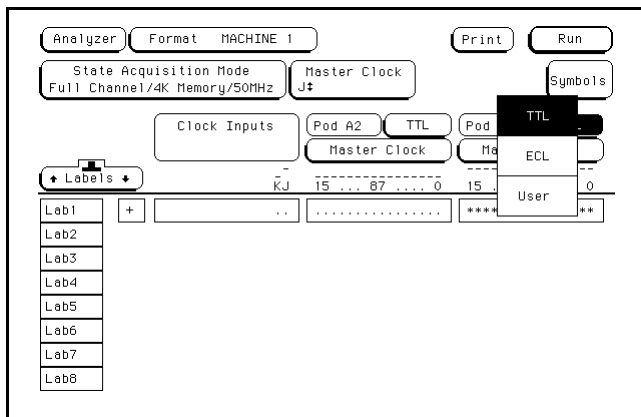 Analyzer Format MACHINE 1 Print Run
State Acquisition Mode
Full Channel/4K Memory/50MHz
Master Clock
J↕
Symbols
Clock Inputs
Pod A2 TTL
Master Clock
Pod
Ma
TTL
ECL
User
↑ Labels ↓
KJ 15 ... 87 .... 0 15 . 0
Lab1 + .. ................ **** **
Lab2
Lab3
Lab4
Lab5
Lab6
Lab7
Lab8